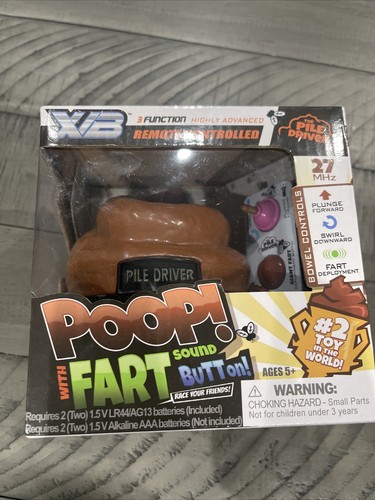 XVB
3 FUNCTION HIGHLY ADVANCED
REMOTE CONTROLLED
THE
PILE
DRIVER
27
MHz
BOWEL CONTROLS
PLUNGE
FORWARD
SWIRL
DOWNWARD
FART
DEPLOYMENT
PILE DRIVER
POOP!
WITH FART SOUND BUTTon!
RACE YOUR FRIENDS!
#2
TOY
IN THE
WORLD!
AGES 5+
WARNING:
CHOKING HAZARD - Small Parts
Not for children under 3 years
Requires 2 (Two) 1.5 V LR44/AG13 batteries (Included)
Requires 2 (Two) 1.5 V Alkaline AAA batteries (Not included)